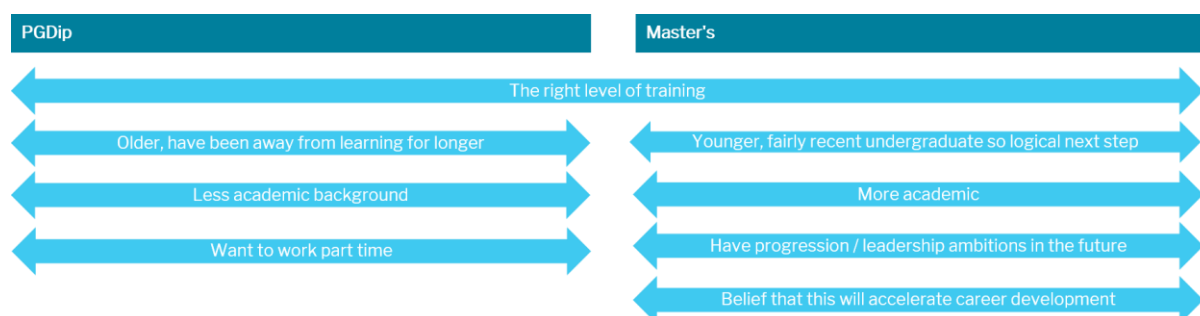 PGDip
Master's
The right level of training
Older, have been away from learning for longer
Younger, fairly recent undergraduate so logical next step
Less academic background
More academic
Want to work part time
Have progression / leadership ambitions in the future
Belief that this will accelerate career development